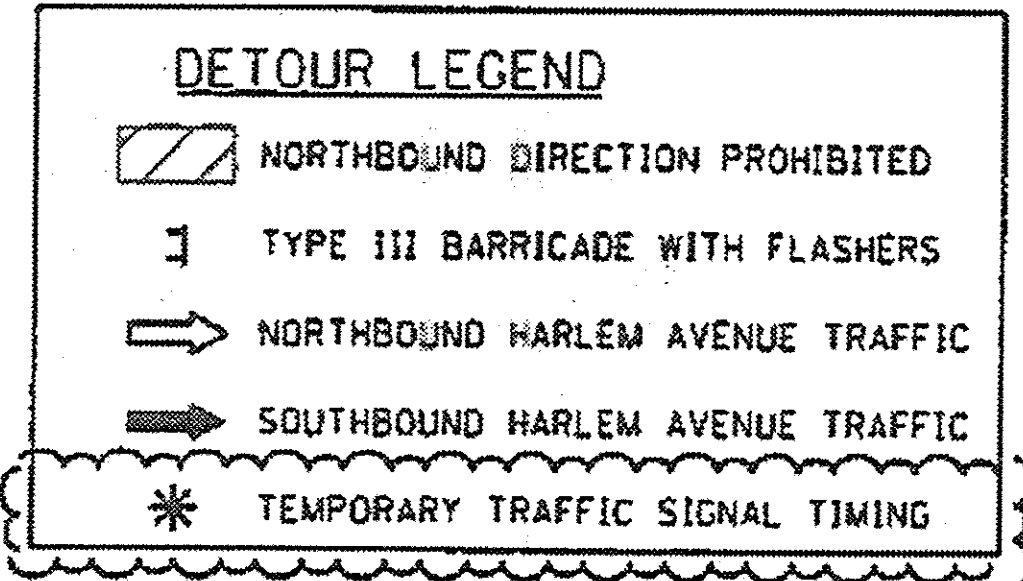 DETOUR LEGEND
NORTHBOUND DIRECTION PROHIBITED
TYPE III BARRICADE WITH FLASHERS
NORTHBOUND HARLEM AVENUE TRAFFIC
SOUTHBOUND HARLEM AVENUE TRAFFIC
TEMPORARY TRAFFIC SIGNAL TIMING